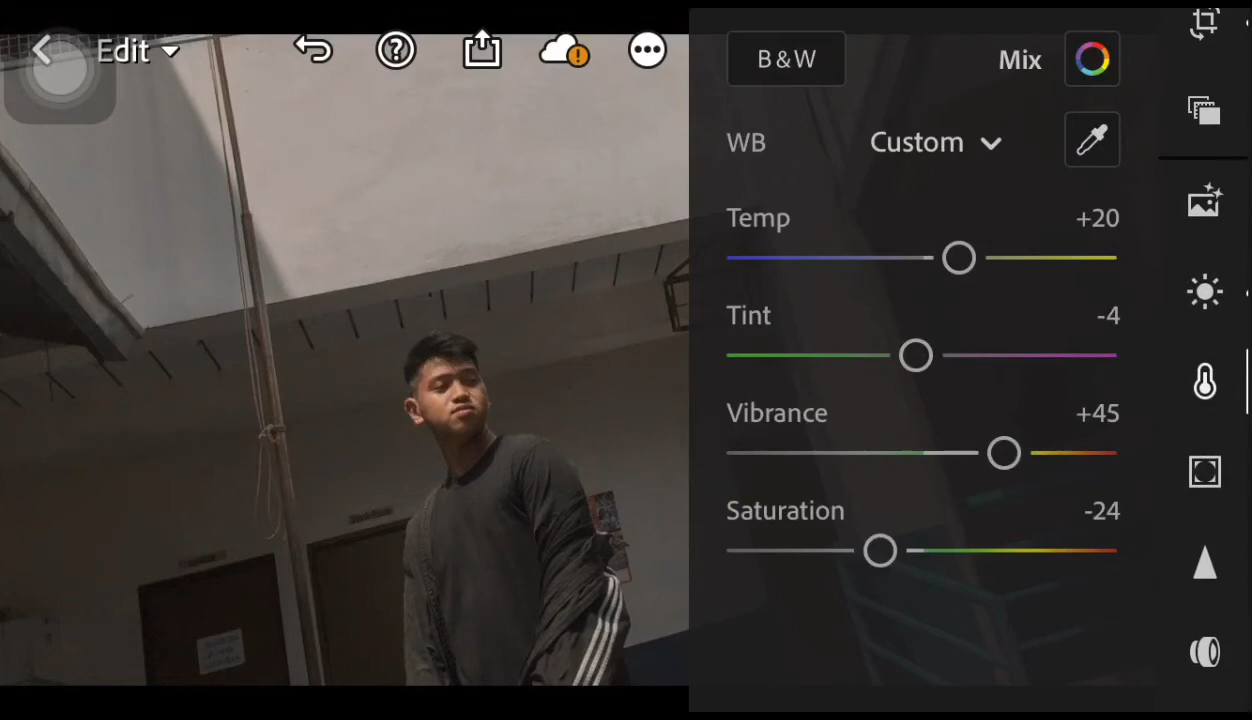 Edit
B&W
Mix
WB
Custom
Temp
+20
Tint
-4
Vibrance
+45
Saturation
-24